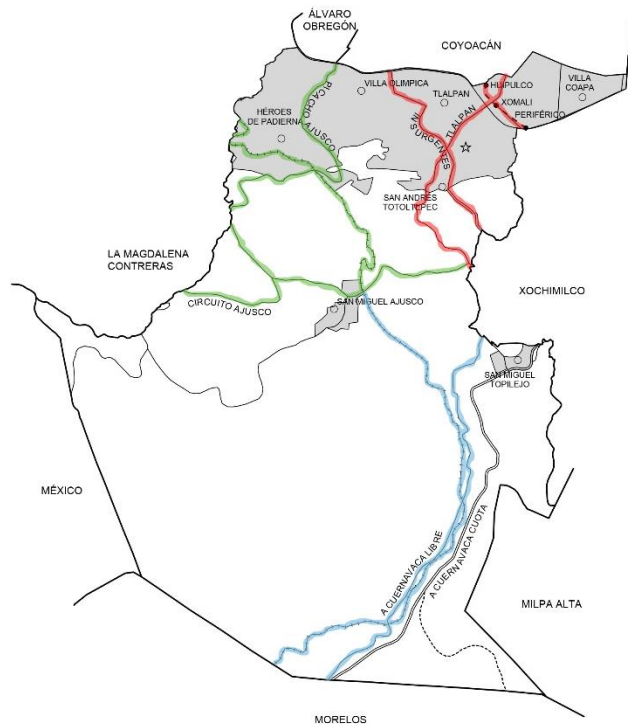 ÁLVARO
OBREGÓN
COYOACÁN
PICACHO AJUSCO
VILLA OLIMPICA
TLALPAN
HUIPULCO
VILLA
COAPA
XOMALI
PERIFÉRICO
HÉROES
DE PADIERNA
INSURGENTES
TLALPAN
SAN ANDRES
TOTOLTEPEC
LA MAGDALENA
CONTRERAS
CIRCUITO AJUSCO
SAN MIGUEL AJUSCO
XOCHIMILCO
SAN MIGUEL
TOPILEJO
MÉXICO
A CUERNAVACA LIBRE
A CUERNAVACA CUOTA
MILPA ALTA
MORELOS